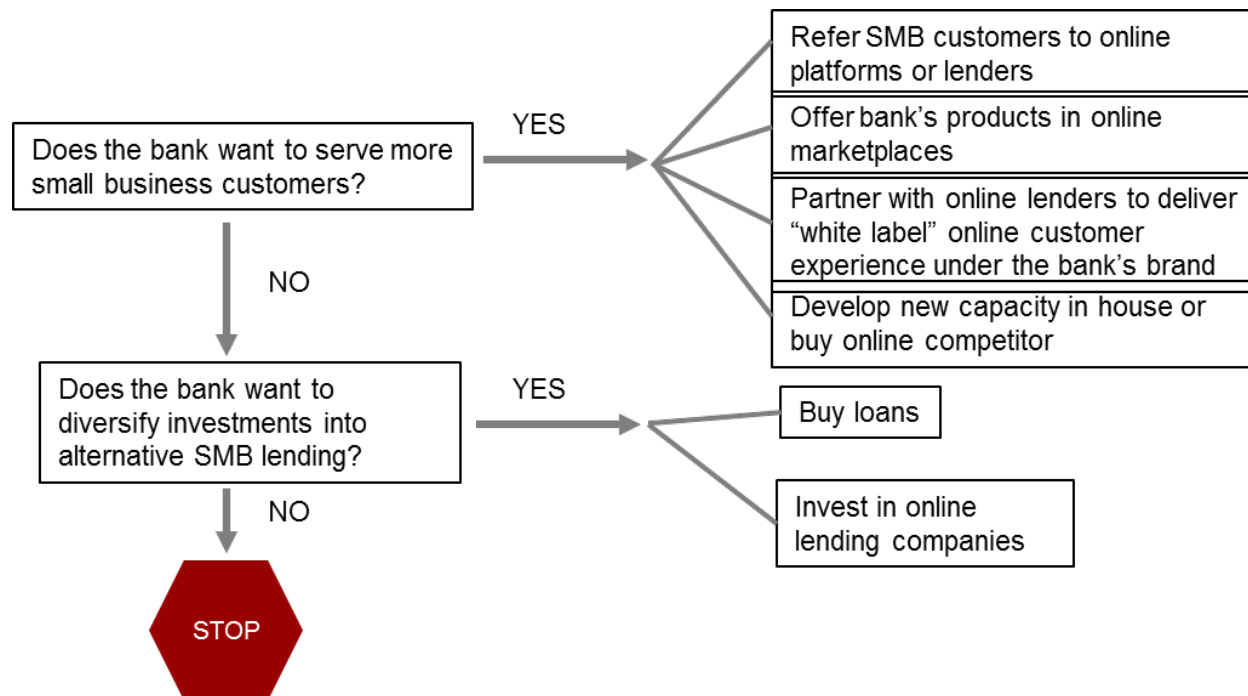 Does the bank want to serve more
small business customers?
YES
Refer SMB customers to online
platforms or lenders
Offer bank’s products in online
marketplaces
Partner with online lenders to deliver
“white label” online customer
experience under the bank’s brand
Develop new capacity in house or
buy online competitor
NO
Does the bank want to
diversify investments into
alternative SMB lending?
YES
Buy loans
Invest in online
lending companies
NO
STOP